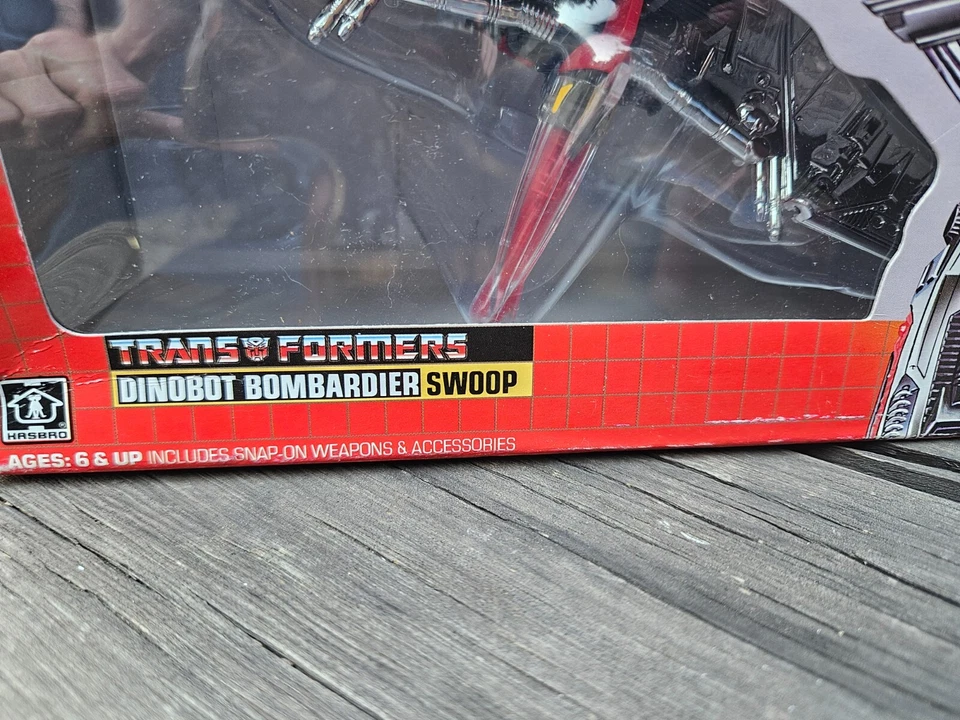 TRANSFORMERS
DINOBOT BOMBARDIER SWOOP
HASBRO
®
AGES: 6 & UP INCLUDES SNAP-ON WEAPONS & ACCESSORIES